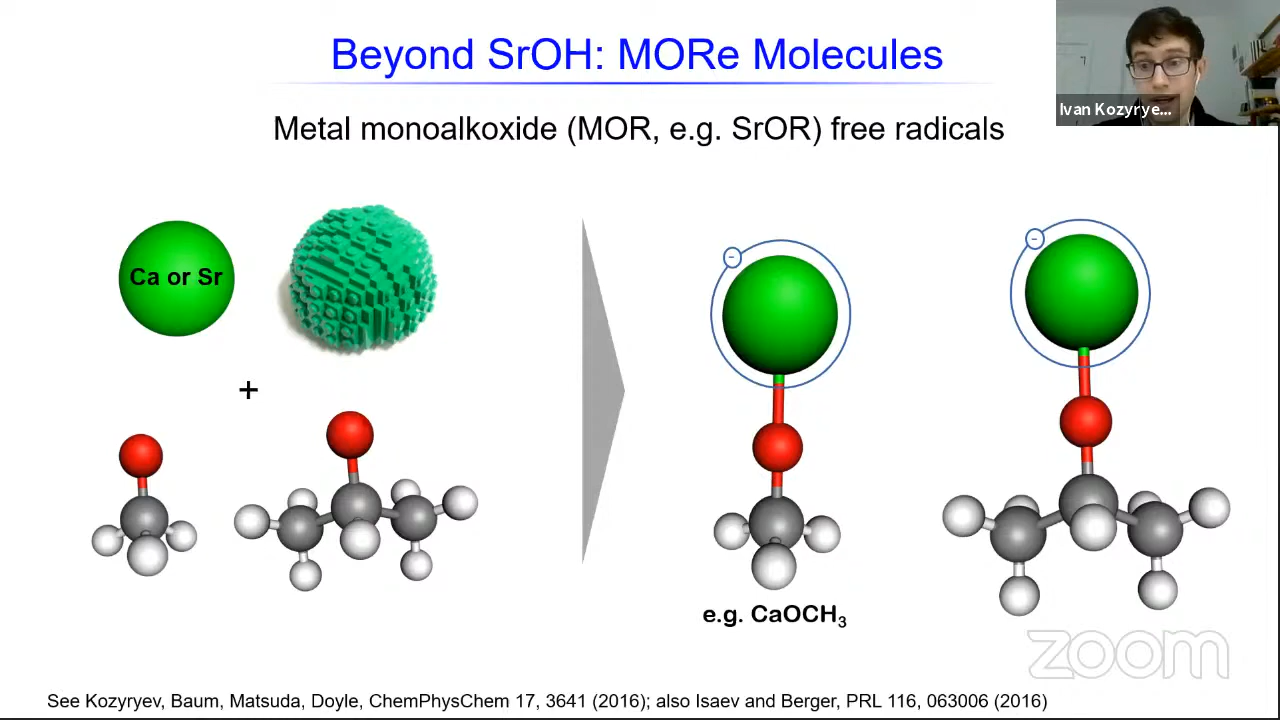 Beyond SrOH: MORe Molecules
Ivan Kozyrye...
Metal monoalkoxide (MOR, e.g. SrOR) free radicals
Ca or Sr
+
-
-
e.g. CaOCH₃
zoom
See Kozyryev, Baum, Matsuda, Doyle, ChemPhysChem 17, 3641 (2016); also Isaev and Berger, PRL 116, 063006 (2016)